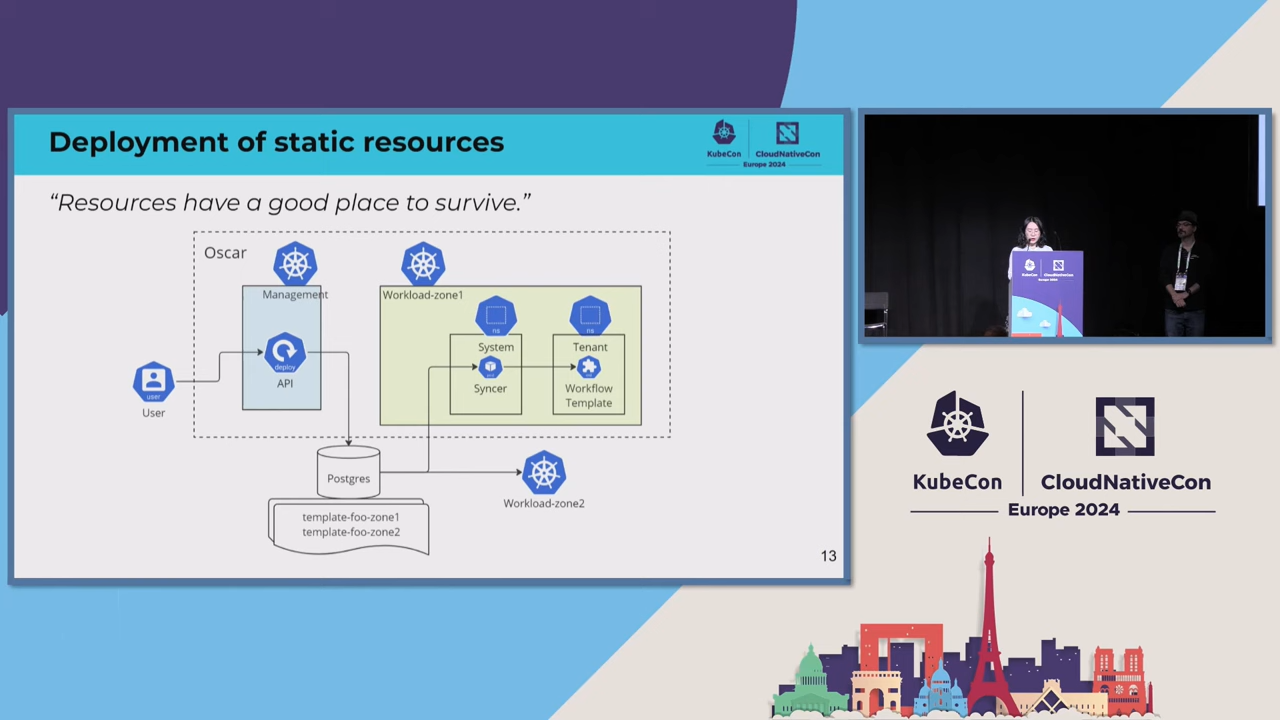 Deployment of static resources
KubeCon
CloudNativeCon
Europe 2024
“Resources have a good place to survive.”
Oscar
Management
Workload-zone1
ns
ns
System
Tenant
deploy
API
Syncer
Workflow
Template
user
User
Postgres
Workload-zone2
template-foo-zone1
template-foo-zone2
13
KubeCon
CloudNativeCon
Europe 2024